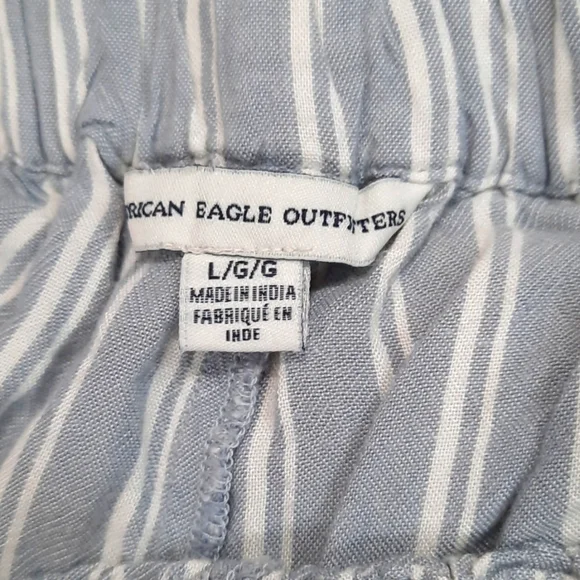 RICAN EAGLE OUTFITTERS
L/G/G
MADE IN INDIA
FABRIQUÉ EN
INDE